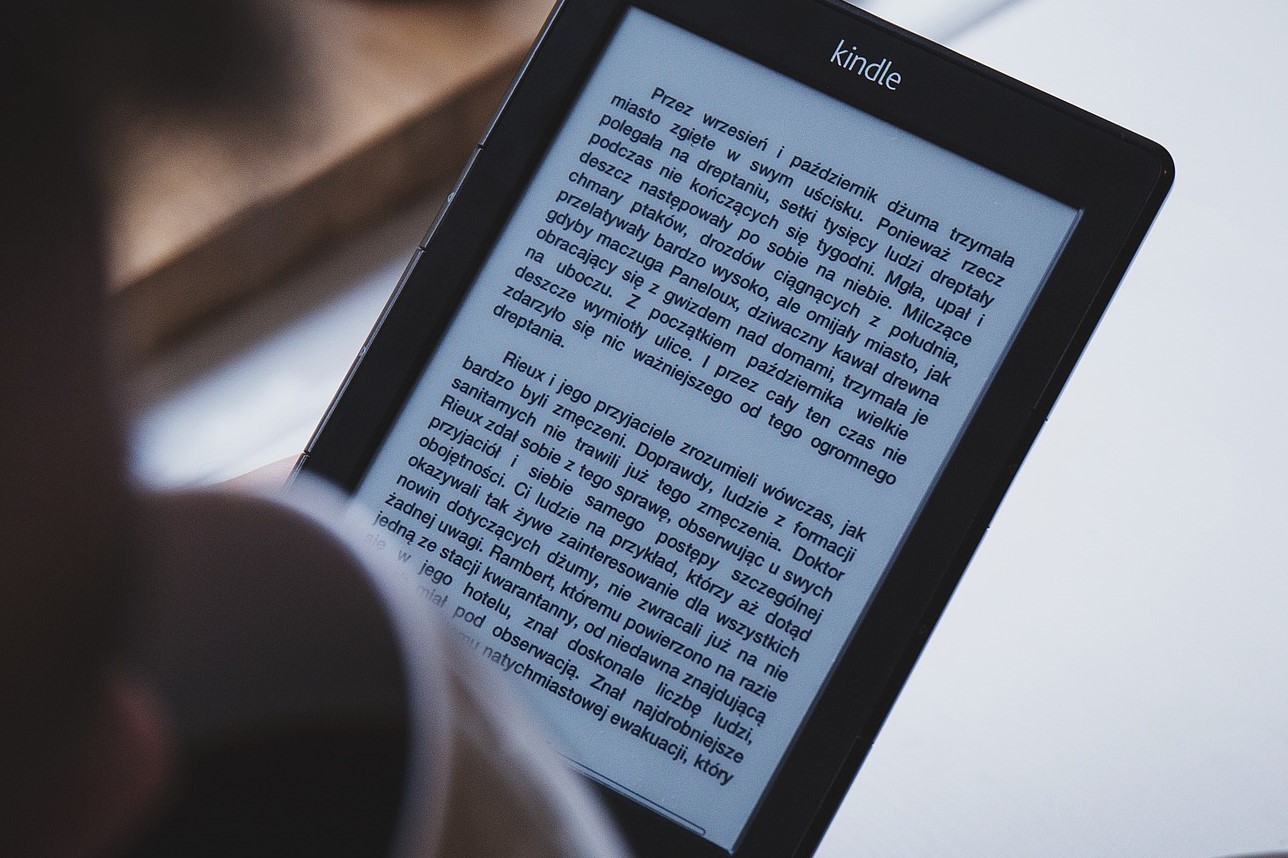 kindle
Przez wrzesień i październik dżuma trzymała
miasto zgięte w swym uścisku. Ponieważ rzecz
polegała na dreptaniu, setki tysięcy ludzi dreptały
podczas nie kończących się tygodni. Mgła, upał i
deszcz następowały po sobie na niebie. Milczące
chmary ptaków, drozdów ciągnących z południa,
przelatywały bardzo wysoko, ale omijały miasto, jak
gdyby maczuga Paneloux, dziwaczny kawał drewna
obracający się z gwizdem nad domami, trzymała je
na uboczu. Z początkiem października wielkie
deszcze wymiotły ulice. I przez cały ten czas nie
zdarzyło się nic ważniejszego od tego ogromnego
dreptania.
Rieux i jego przyjaciele zrozumieli wówczas, jak
bardzo byli zmęczeni. Doprawdy, ludzie z formacji
sanitarnych nie trawili już tego zmęczenia. Doktor
Rieux zdał sobie z tego sprawę, obserwując u swych
przyjaciół i siebie samego postępy szczególnej
obojętności. Ci ludzie na przykład, którzy aż dotąd
okazywali tak żywe zainteresowanie dla wszystkich
nowin dotyczących dżumy, nie zwracali już na nie
żadnej uwagi. Rambert, któremu powierzono na razie
jedną ze stacji kwarantanny, od niedawna znajdującą
się w jego hotelu, znał doskonale liczbę ludzi,
miał pod obserwacją. Znał najdrobniejsze
natychmiastowej ewakuacji, który